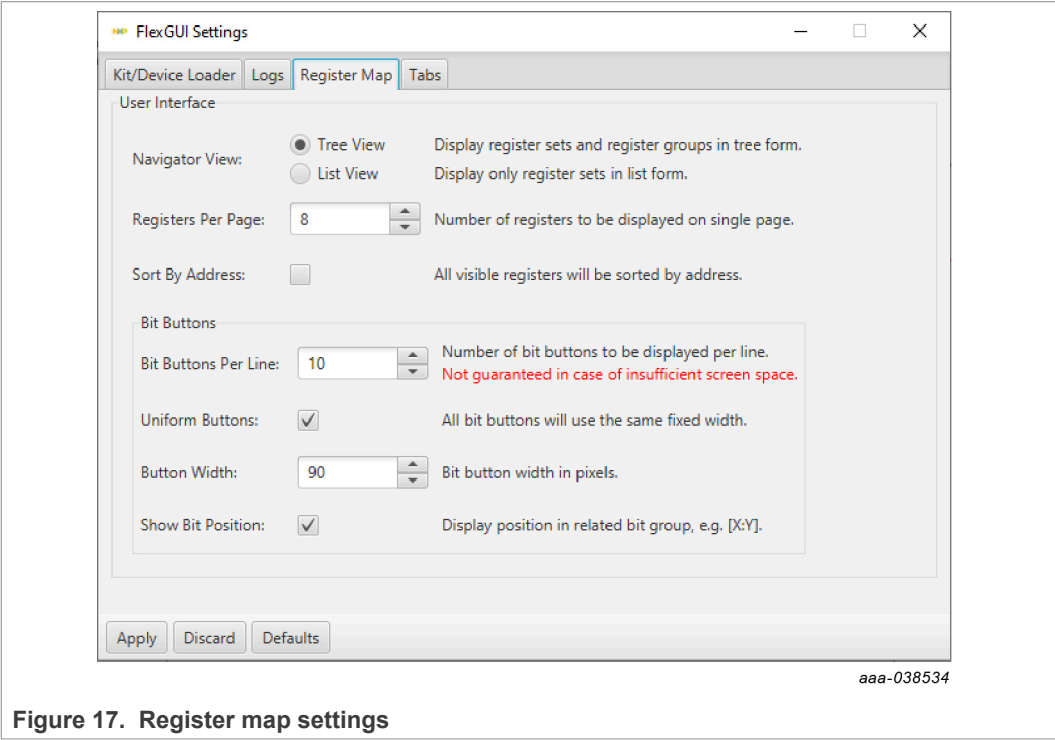 NXP FlexGUI Settings
Kit/Device Loader Logs Register Map Tabs
User Interface
Navigator View:
Tree View Display register sets and register groups in tree form.
List View Display only register sets in list form.
Registers Per Page: 8 Number of registers to be displayed on single page.
Sort By Address: All visible registers will be sorted by address.
Bit Buttons
Bit Buttons Per Line: 10 Number of bit buttons to be displayed per line.
Not guaranteed in case of insufficient screen space.
Uniform Buttons: All bit buttons will use the same fixed width.
Button Width: 90 Bit button width in pixels.
Show Bit Position: Display position in related bit group, e.g. [X:Y].
Apply Discard Defaults
aaa-038534
Figure 17. Register map settings